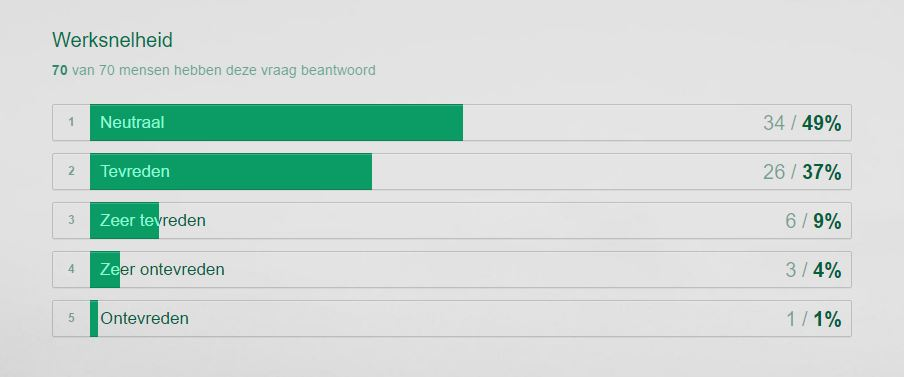 Werksnelheid
70 van 70 mensen hebben deze vraag beantwoord
1 Neutraal 34 / 49%
2 Tevreden 26 / 37%
3 Zeer tevreden 6 / 9%
4 Zeer ontevreden 3 / 4%
5 Ontevreden 1 / 1%